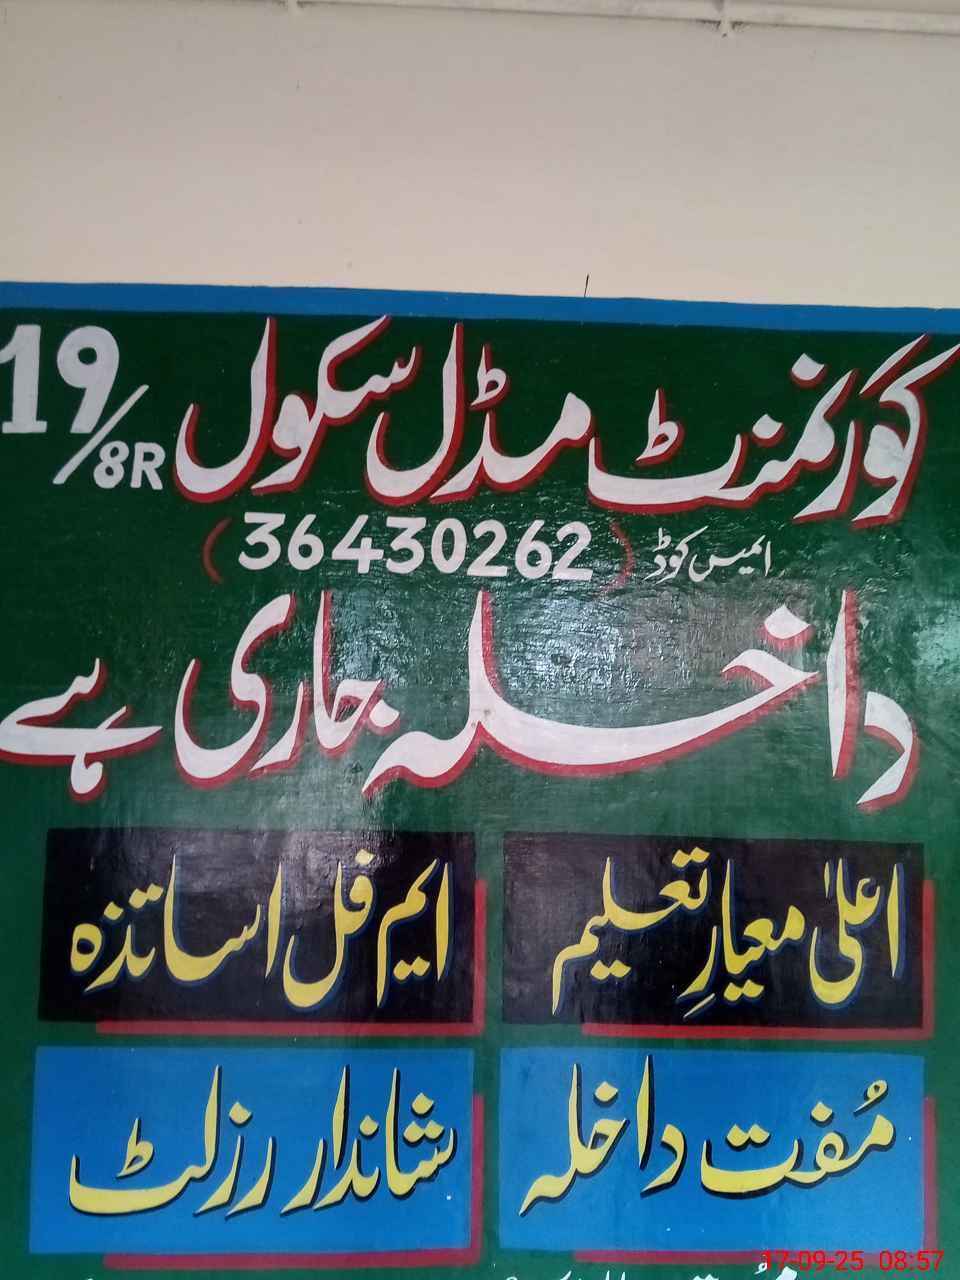 گورنمنٹ مڈل سکول 19/8R
ایمیس کوڈ (36430262)
داخلہ جاری ہے
اعلیٰ معیارِ تعلیم
ایم فل اساتذہ
مُفت داخلہ
شاندار رزلٹ
17-09-25 08:57